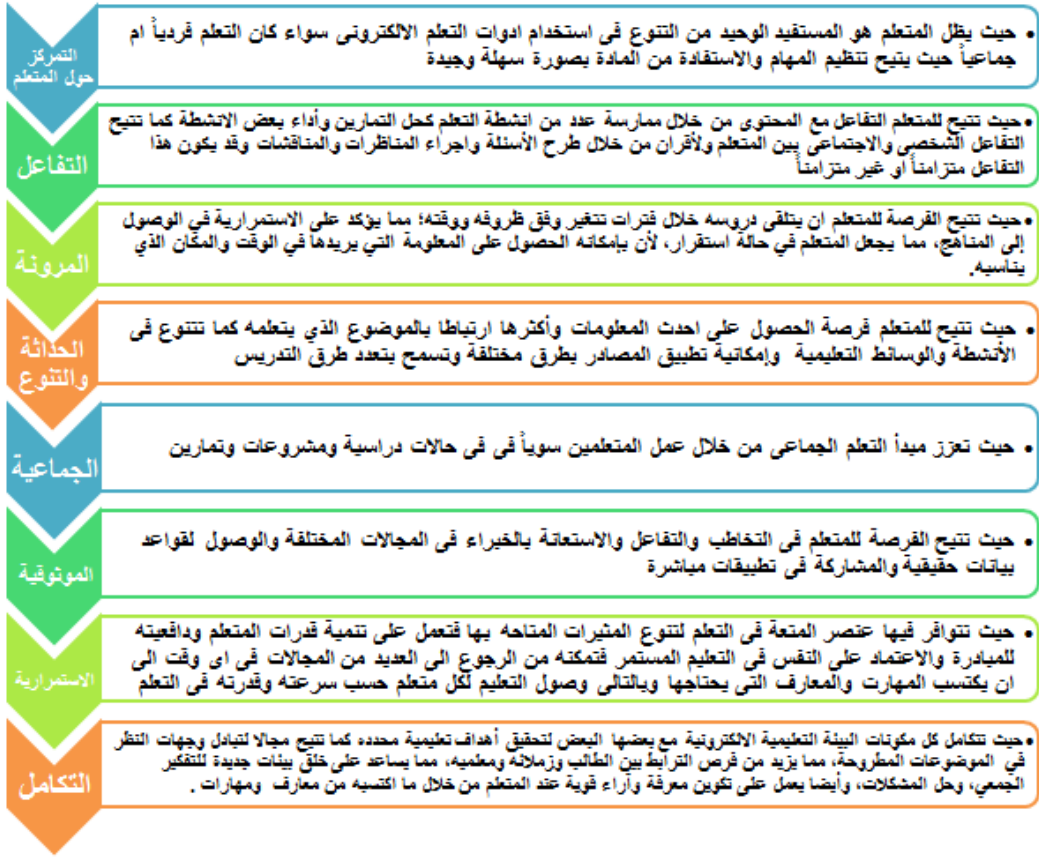 التمركز
حول المتعلم
• حيث يظل المتعلم هو المستفيد الوحيد من التنوع فى استخدام ادوات التعلم الالكترونى سواء كان التعلم فردياً ام
جماعياً حيث يتيح تنظيم المهام والاستفادة من المادة بصورة سهلة وجيدة
التفاعل
• حيث تتيح للمتعلم التفاعل مع المحتوى من خلال ممارسة عدد من انشطة التعلم كحل التمارين وأداء بعض الانشطة كما تتيح
التفاعل الشخصى والاجتماعى بين المتعلم ولأقران من خلال طرح الأسئلة واجراء المناظرات والمناقشات وقد يكون هذا
التفاعل متزامناً او غير متزامناً
المرونة
• حيث تتيح الفرصة للمتعلم ان يتلقى دروسه خلال فترات تتغير وفق ظروفه ووقته؛ مما يؤكد على الاستمرارية في الوصول
إلى المناهج، مما يجعل المتعلم في حالة استقرار، لأن بإمكانه الحصول على المعلومة التي يريدها في الوقت والمكان الذي
يناسبه.
الحداثة
والتنوع
• حيث تتيح للمتعلم فرصة الحصول على احدث المعلومات وأكثرها ارتباطا بالموضوع الذي يتعلمه كما تتنوع فى
الأنشطة والوسائط التعليمية وإمكانية تطبيق المصادر بطرق مختلفة وتسمح بتعدد طرق التدريس
الجماعية
• حيث تعزز مبدأ التعلم الجماعى من خلال عمل المتعلمين سوياً فى فى حالات دراسية ومشروعات وتمارين
الموثوقية
• حيث تتيح الفرصة للمتعلم فى التخاطب والتفاعل والاستعانة بالخبراء فى المجالات المختلفة والوصول لقواعد
بيانات حقيقية والمشاركة فى تطبيقات مباشرة
الاستمرارية
• حيث تتوافر فيها عنصر المتعة فى التعلم لتنوع المثيرات المتاحه بها فتعمل على تنمية قدرات المتعلم ودافعيته
للمبادرة والاعتماد على النفس فى التعليم المستمر فتمكنه من الرجوع الى العديد من المجالات فى اى وقت الى
ان يكتسب المهارت والمعارف التى يحتاجها وبالتالى وصول التعليم لكل متعلم حسب سرعته وقدرته فى التعلم
التكامل
• حيث تتكامل كل مكونات البيئة التعليمية الالكترونية مع بعضها البعض لتحقيق أهداف تعليمية محدده كما تتيح مجالا لتبادل وجهات النظر
في الموضوعات المطروحة، مما يزيد من فرص الترابط بين الطالب وزملائه ومعلميه، مما يساعد على خلق بيئات جديدة للتفكير
الجمعي، وحل المشكلات، وأيضا يعمل على تكوين معرفة وآراء قوية عند المتعلم من خلال ما اكتسبه من معارف ومهارات .